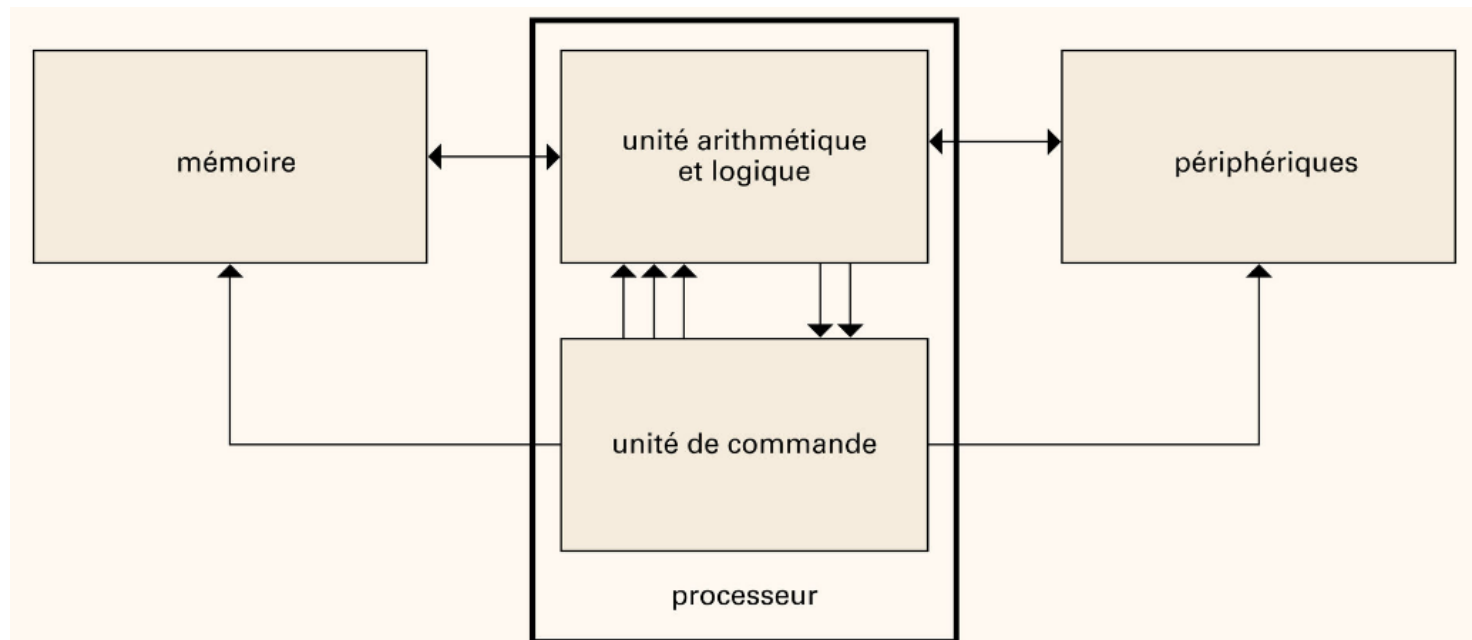 mémoire
unité arithmétique
et logique
périphériques
unité de commande
processeur